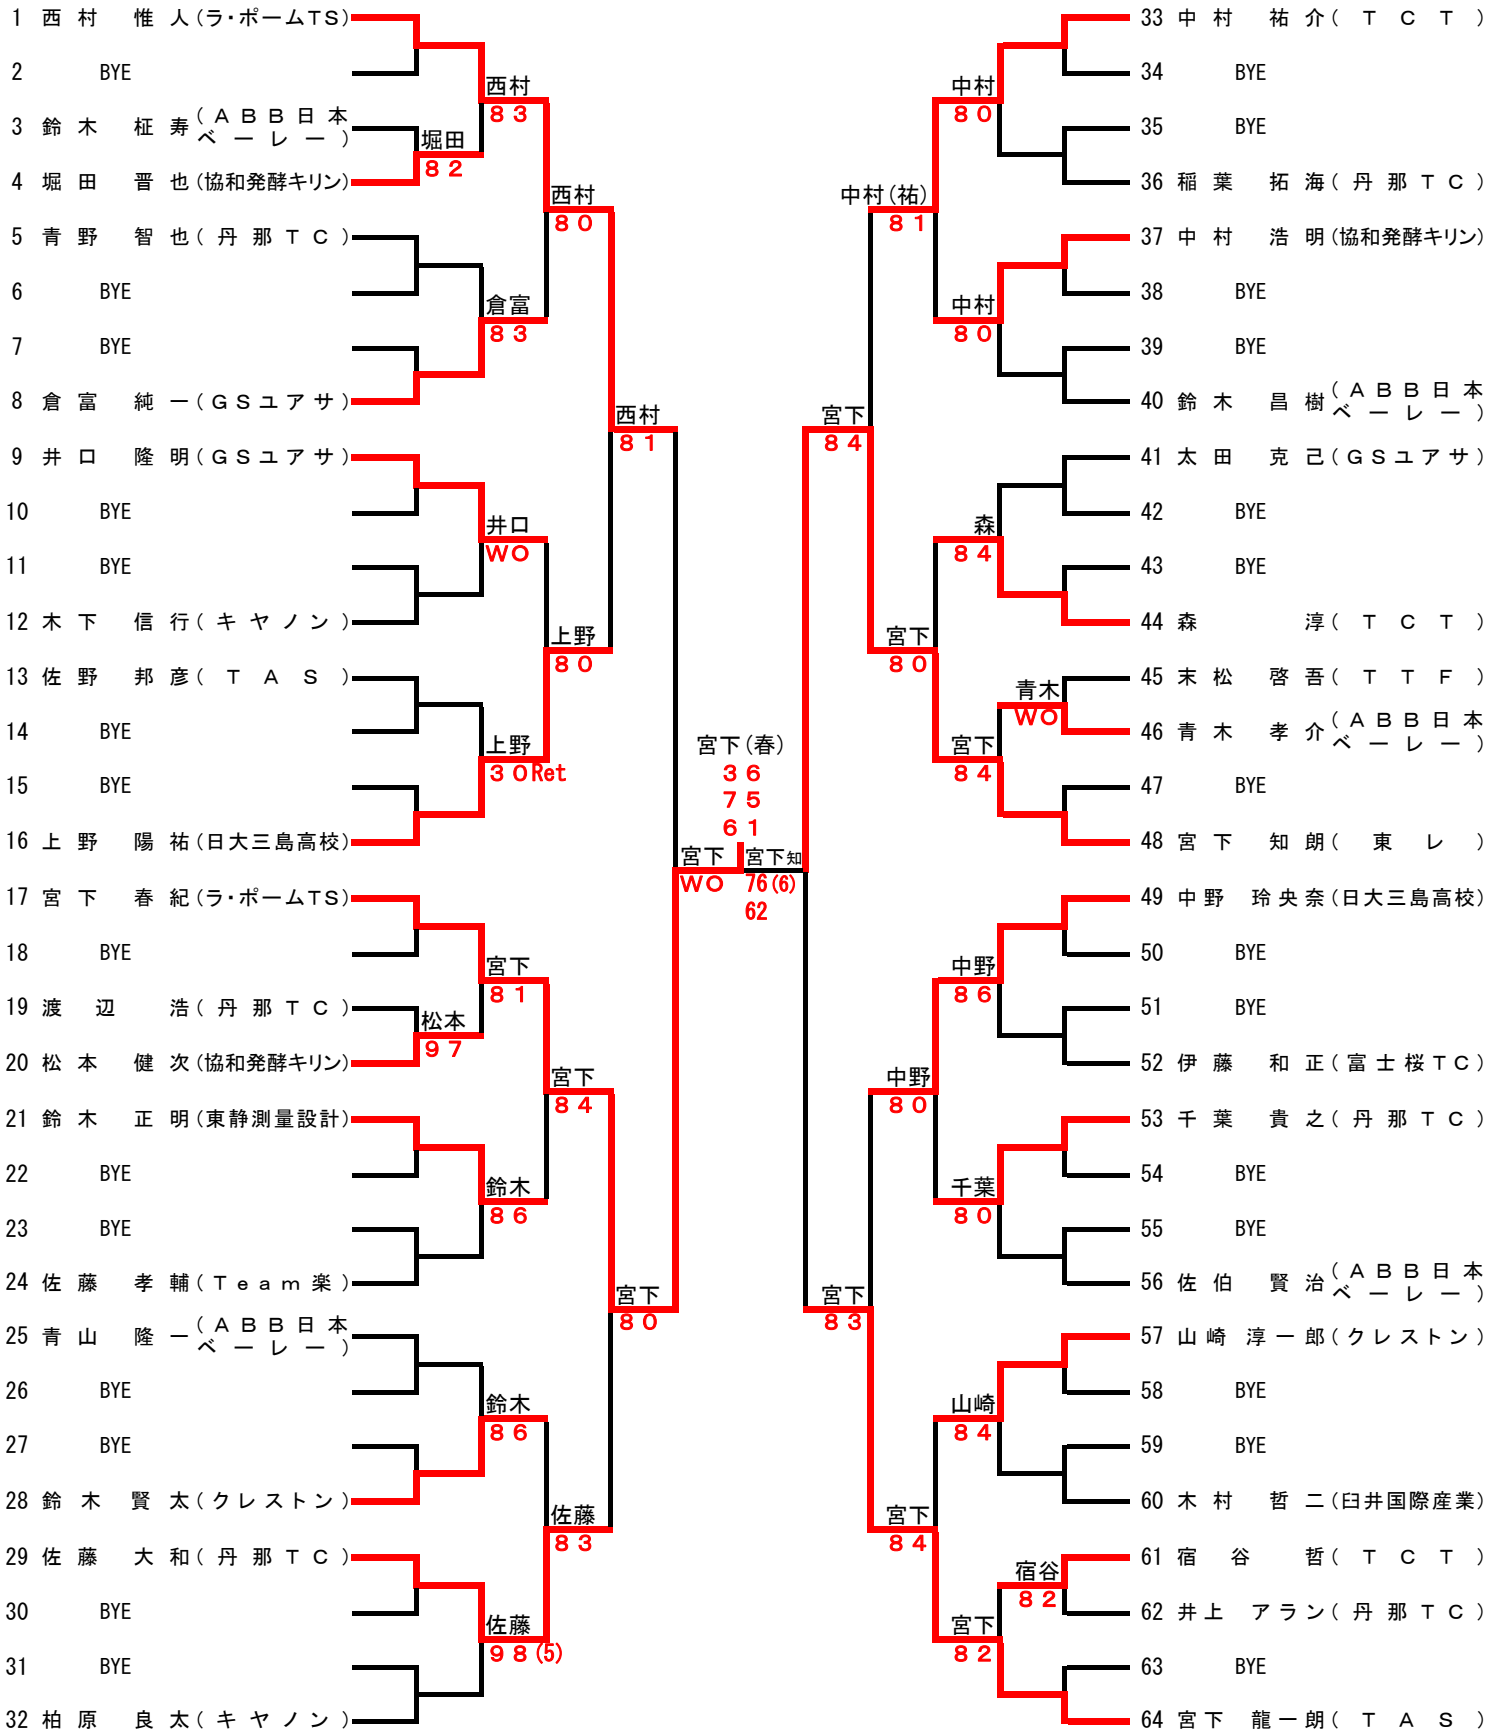 1 西村 惟人(ラ・ポームTS)
2 BYE
西村
83
3 鈴木 柾寿(ABB日本ベーレー)
堀田
82
4 堀田 晋也(協和発酵キリン)
西村
80
5 青野 智也(丹那TC)
6 BYE
倉富
83
7 BYE
8 倉富 純一(GSユアサ)
西村
81
9 井口 隆明(GSユアサ)
10 BYE
井口
WO
11 BYE
12 木下 信行(キヤノン)
上野
80
13 佐野 邦彦(TAS)
14 BYE
上野
30Ret
15 BYE
16 上野 陽祐(日大三島高校)
宮下(春)
36
75
61
宮下
WO
宮下知
76(6)
62
17 宮下 春紀(ラ・ポームTS)
18 BYE
宮下
81
19 渡辺 浩(丹那TC)
松本
97
20 松本 健次(協和発酵キリン)
宮下
84
21 鈴木 正明(東静測量設計)
22 BYE
鈴木
86
23 BYE
24 佐藤 孝輔(Team楽)
宮下
80
25 青山 隆一(ABB日本ベーレー)
26 BYE
鈴木
86
27 BYE
28 鈴木 賢太(クレストン)
佐藤
83
29 佐藤 大和(丹那TC)
30 BYE
佐藤
98(5)
31 BYE
32 柏原 良太(キヤノン)
33 中村 祐介(TCT)
34 BYE
中村
80
35 BYE
36 稲葉 拓海(丹那TC)
中村(祐)
81
37 中村 浩明(協和発酵キリン)
38 BYE
中村
80
39 BYE
40 鈴木 昌樹(ABB日本ベーレー)
宮下
84
41 太田 克己(GSユアサ)
42 BYE
森
84
43 BYE
44 森 淳(TCT)
宮下
80
45 末松 啓吾(TTF)
青木
WO
46 青木 孝介(ABB日本ベーレー)
宮下
84
47 BYE
48 宮下 知朗(東レ)
49 中野 玲央奈(日大三島高校)
50 BYE
中野
86
51 BYE
52 伊藤 和正(富士桜TC)
中野
80
53 千葉 貴之(丹那TC)
54 BYE
千葉
80
55 BYE
56 佐伯 賢治(ABB日本ベーレー)
宮下
83
57 山崎 淳一郎(クレストン)
58 BYE
山崎
84
59 BYE
60 木村 哲二(臼井国際産業)
宮下
84
61 宿谷 哲(TCT)
宿谷
82
62 井上 アラン(丹那TC)
宮下
82
63 BYE
64 宮下 龍一朗(TAS)